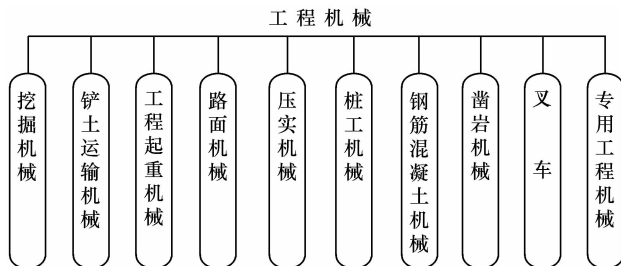 工程机械
挖掘机械
铲土运输机械
工程起重机械
路面机械
压实机械
桩工机械
钢筋混凝土机械
凿岩机械
叉车
专用工程机械